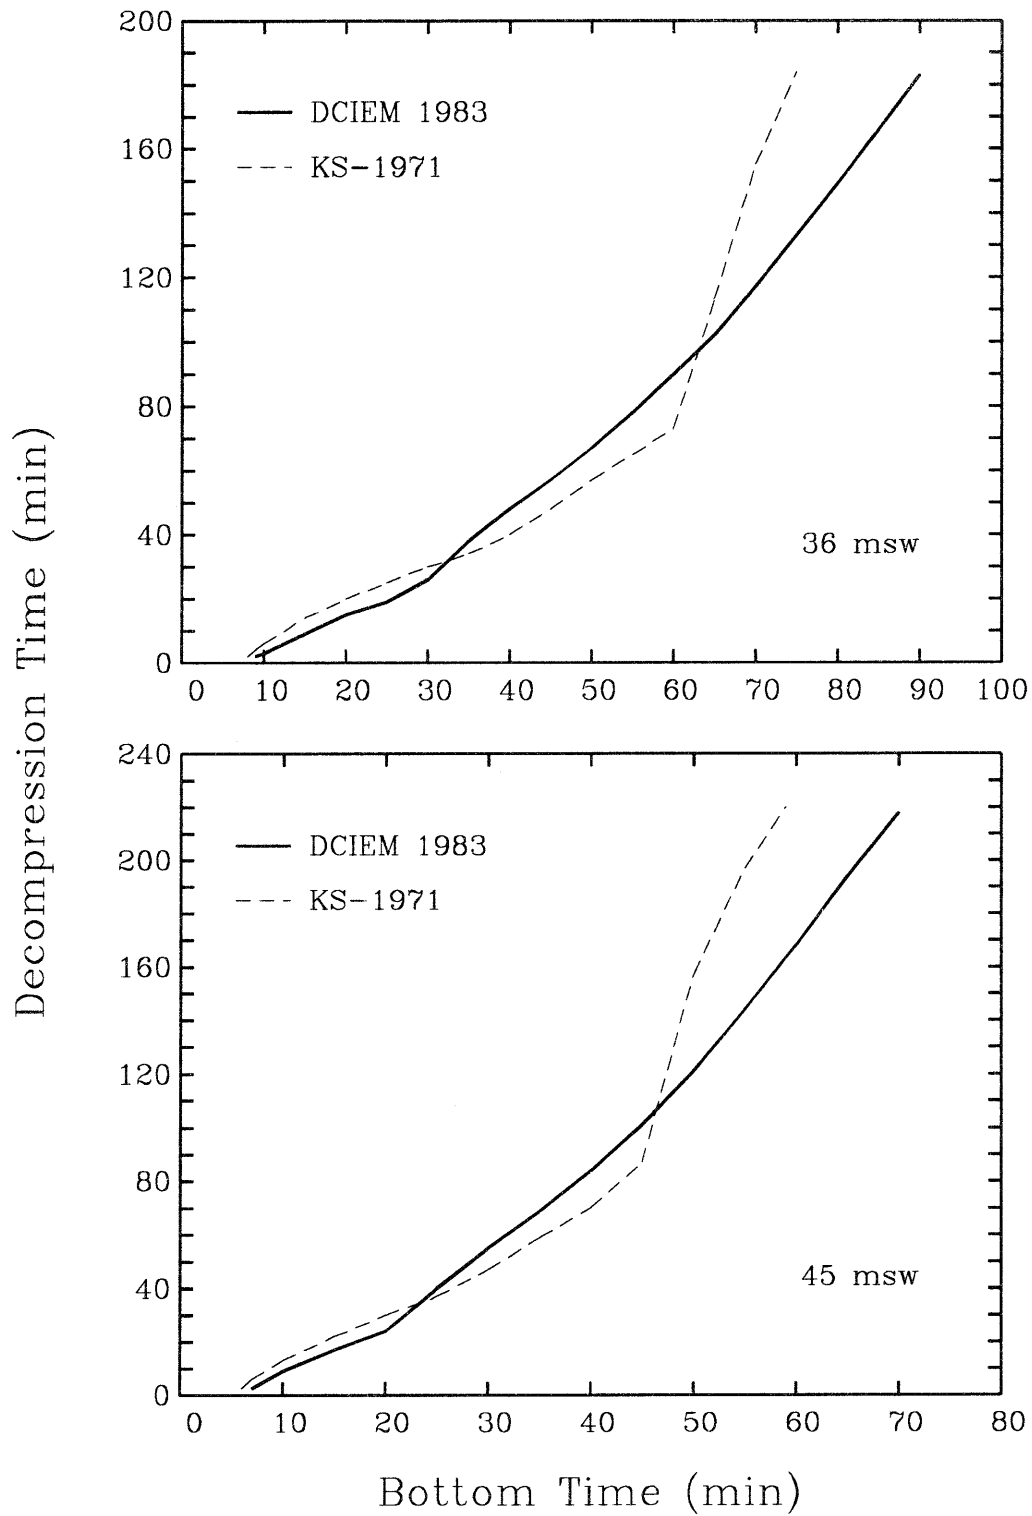 200
160
120
80
40
0
DCIEM 1983
KS-1971
36 msw
0 10 20 30 40 50 60 70 80 90 100
Decompression Time (min)
240
200
160
120
80
40
0
DCIEM 1983
KS-1971
45 msw
0 10 20 30 40 50 60 70 80
Bottom Time (min)